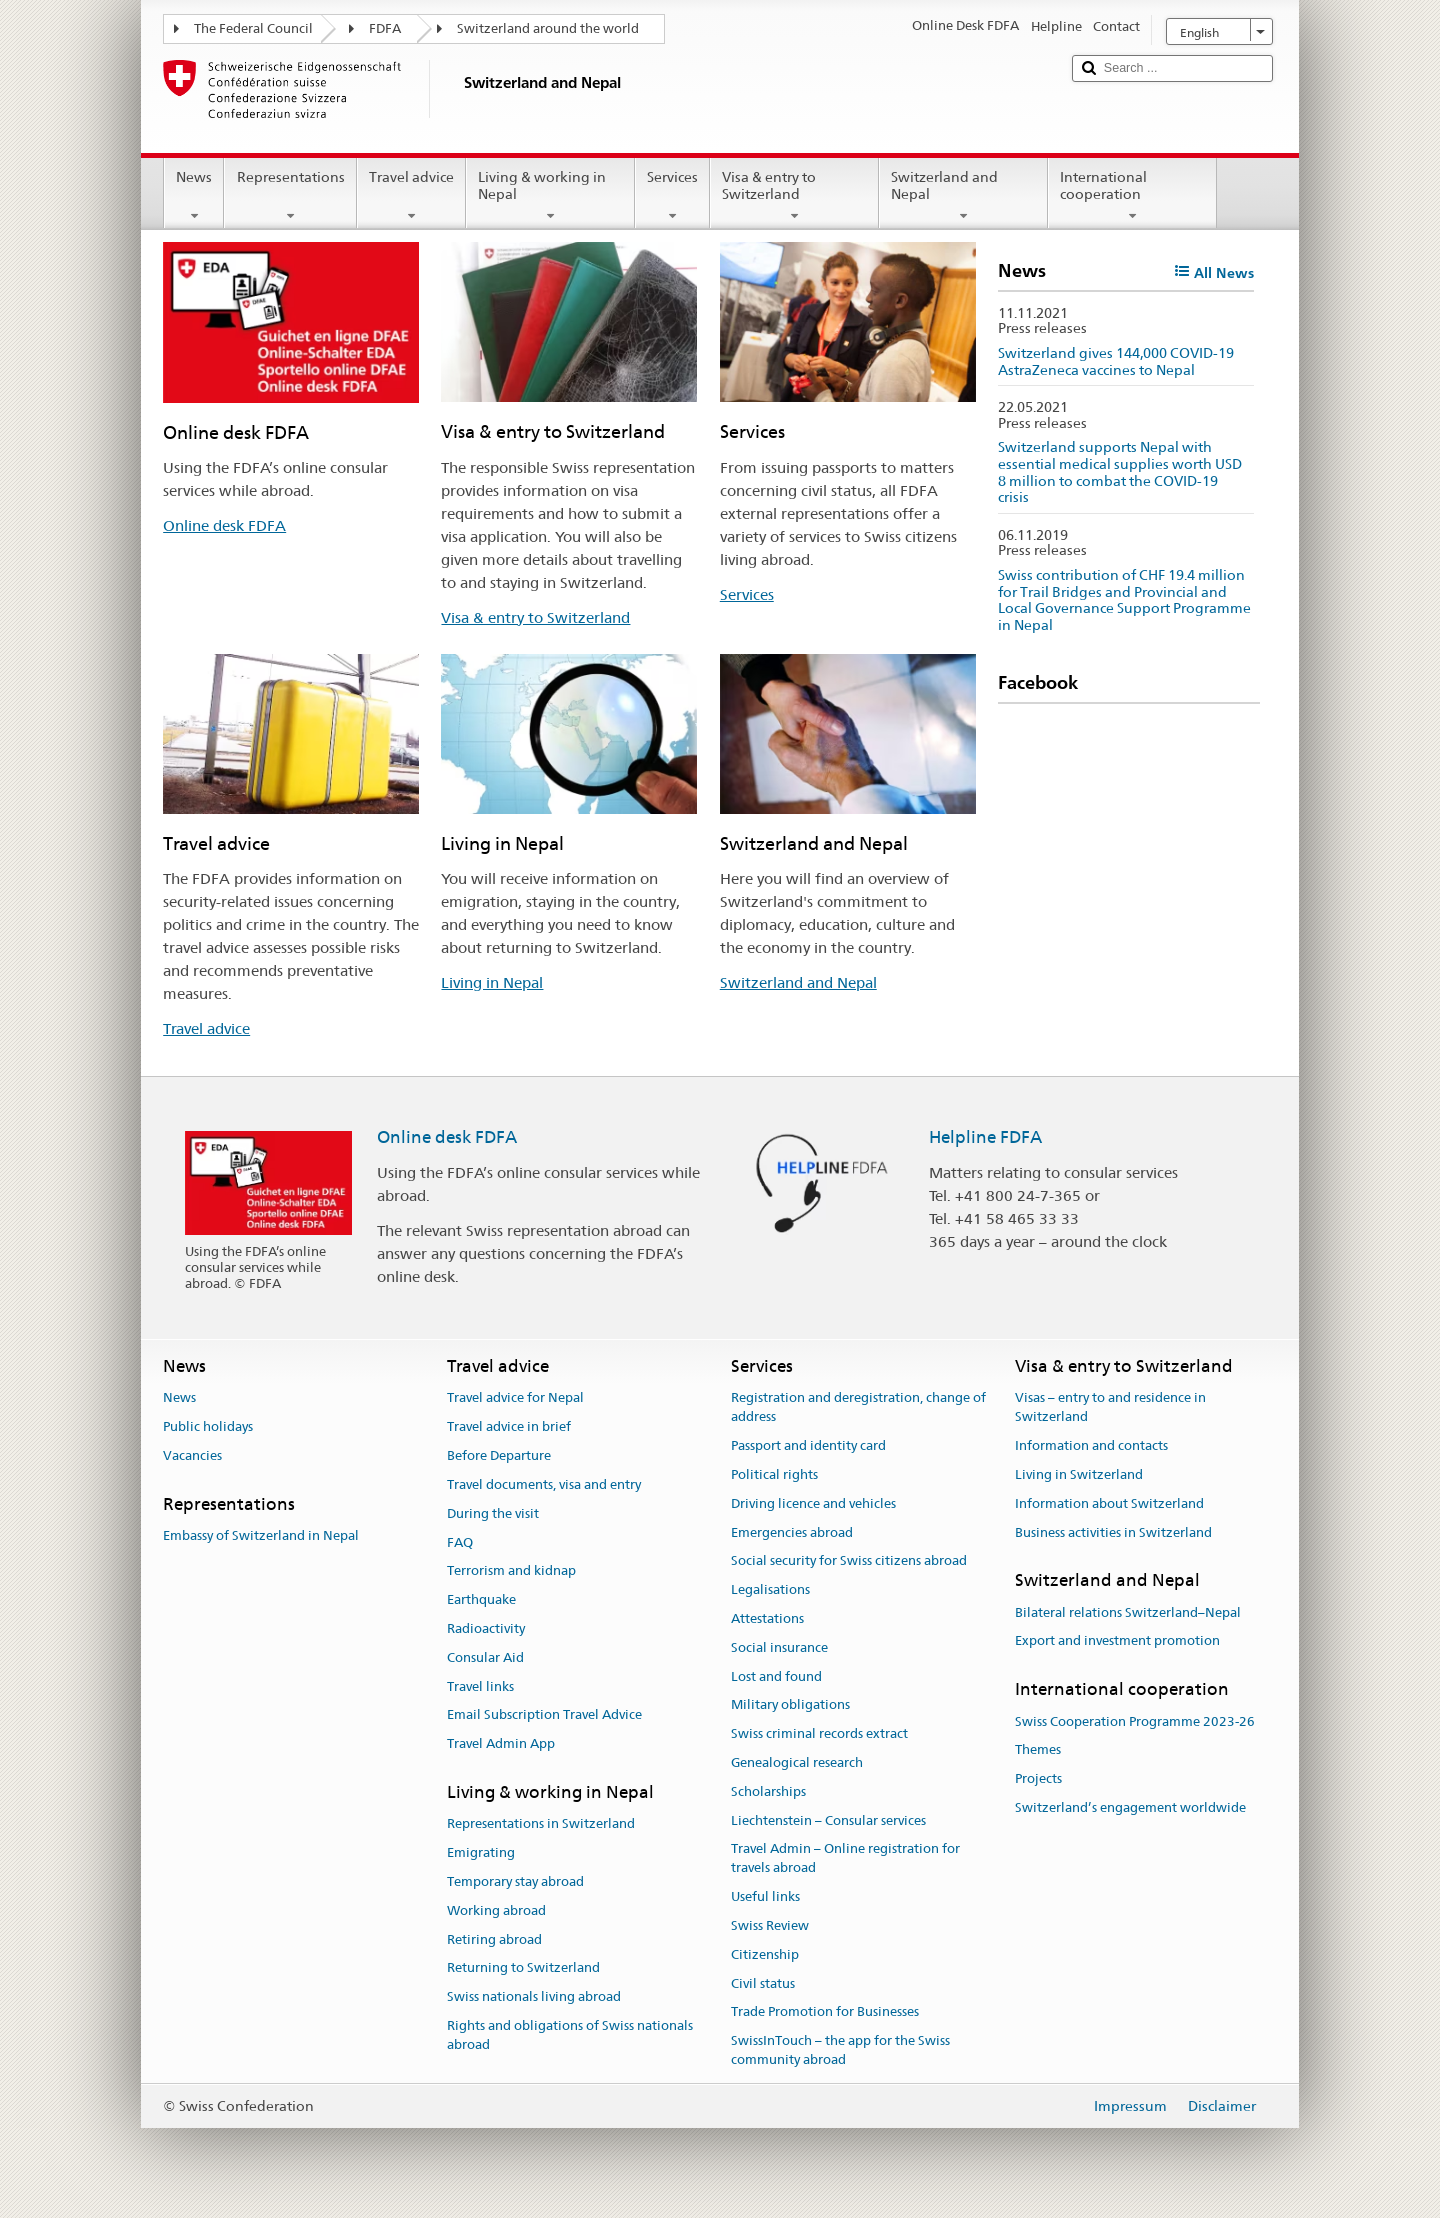 The Federal Council
FDFA
Switzerland around the world
Online Desk FDFA
Helpline
Contact
English
Schweizerische Eidgenossenschaft
Confédération suisse
Confederazione Svizzera
Confederaziun svizra
Switzerland and Nepal
Search ...
News
Representations
Travel advice
Living & working in
Nepal
Services
Visa & entry to
Switzerland
Switzerland and
Nepal
International
cooperation
EDA
EDA
DFAE
Guichet en ligne DFAE
Online-Schalter EDA
Sportello online DFAE
Online desk FDFA
Online desk FDFA
Using the FDFA’s online consular
services while abroad.
Online desk FDFA
Visa & entry to Switzerland
The responsible Swiss representation
provides information on visa
requirements and how to submit a
visa application. You will also be
given more details about travelling
to and staying in Switzerland.
Visa & entry to Switzerland
Services
From issuing passports to matters
concerning civil status, all FDFA
external representations offer a
variety of services to Swiss citizens
living abroad.
Services
News
All News
11.11.2021
Press releases
Switzerland gives 144,000 COVID-19
AstraZeneca vaccines to Nepal
22.05.2021
Press releases
Switzerland supports Nepal with
essential medical supplies worth USD
8 million to combat the COVID-19
crisis
06.11.2019
Press releases
Swiss contribution of CHF 19.4 million
for Trail Bridges and Provincial and
Local Governance Support Programme
in Nepal
Facebook
Travel advice
The FDFA provides information on
security-related issues concerning
politics and crime in the country. The
travel advice assesses possible risks
and recommends preventative
measures.
Travel advice
Living in Nepal
You will receive information on
emigration, staying in the country,
and everything you need to know
about returning to Switzerland.
Living in Nepal
Switzerland and Nepal
Here you will find an overview of
Switzerland's commitment to
diplomacy, education, culture and
the economy in the country.
Switzerland and Nepal
EDA
Guichet en ligne DFAE
Online-Schalter EDA
Sportello online DFAE
Online desk FDFA
Using the FDFA’s online
consular services while
abroad. © FDFA
Online desk FDFA
Using the FDFA’s online consular services while
abroad.
The relevant Swiss representation abroad can
answer any questions concerning the FDFA’s
online desk.
HELPLINE FDFA
Helpline FDFA
Matters relating to consular services
Tel. +41 800 24-7-365 or
Tel. +41 58 465 33 33
365 days a year – around the clock
News
News
Public holidays
Vacancies
Representations
Embassy of Switzerland in Nepal
Travel advice
Travel advice for Nepal
Travel advice in brief
Before Departure
Travel documents, visa and entry
During the visit
FAQ
Terrorism and kidnap
Earthquake
Radioactivity
Consular Aid
Travel links
Email Subscription Travel Advice
Travel Admin App
Living & working in Nepal
Representations in Switzerland
Emigrating
Temporary stay abroad
Working abroad
Retiring abroad
Returning to Switzerland
Swiss nationals living abroad
Rights and obligations of Swiss nationals
abroad
Services
Registration and deregistration, change of
address
Passport and identity card
Political rights
Driving licence and vehicles
Emergencies abroad
Social security for Swiss citizens abroad
Legalisations
Attestations
Social insurance
Lost and found
Military obligations
Swiss criminal records extract
Genealogical research
Scholarships
Liechtenstein – Consular services
Travel Admin – Online registration for
travels abroad
Useful links
Swiss Review
Citizenship
Civil status
Trade Promotion for Businesses
SwissInTouch – the app for the Swiss
community abroad
Visa & entry to Switzerland
Visas – entry to and residence in
Switzerland
Information and contacts
Living in Switzerland
Information about Switzerland
Business activities in Switzerland
Switzerland and Nepal
Bilateral relations Switzerland–Nepal
Export and investment promotion
International cooperation
Swiss Cooperation Programme 2023-26
Themes
Projects
Switzerland’s engagement worldwide
© Swiss Confederation
Impressum
Disclaimer